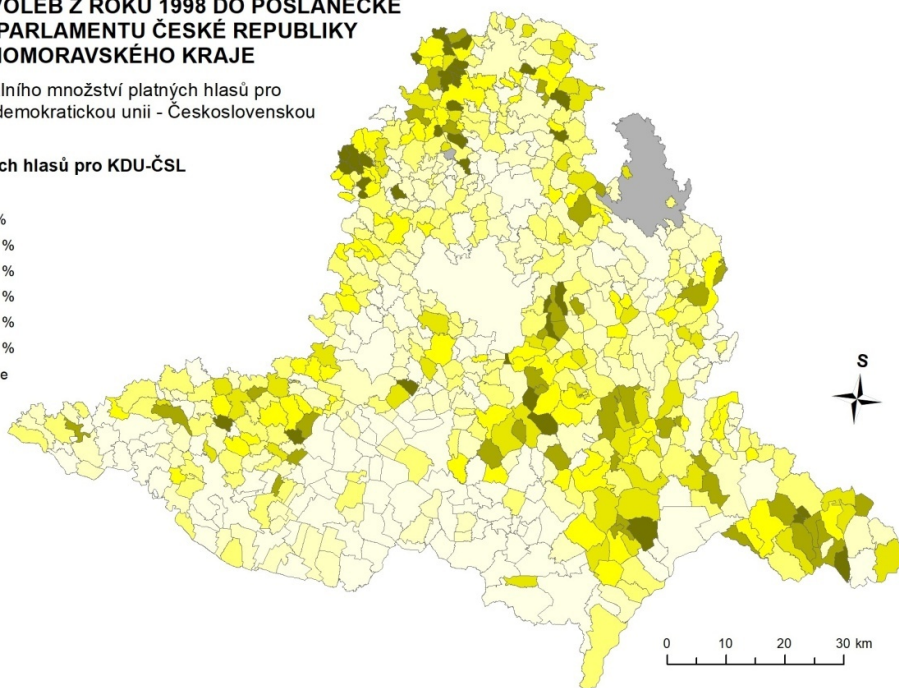 VOLEB Z ROKU 1998 DO POSLANECKÉ
PARLAMENTU ČESKÉ REPUBLIKY
OMORAVSKÉHO KRAJE
lního množství platných hlasů pro
demokratickou unii - Československou
ch hlasů pro KDU-ČSL
%
%
%
%
%
%
e
S
0 10 20 30 km